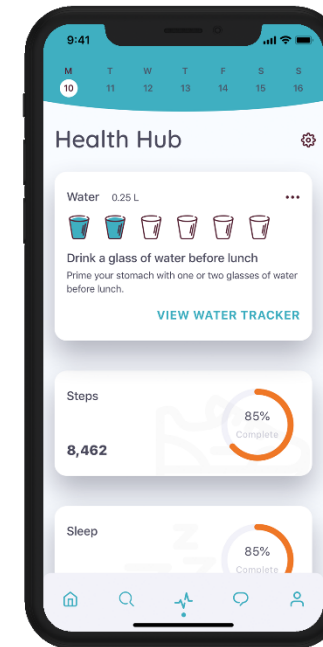 9:41
M T W T F S S
10 11 12 13 14 15 16
Health Hub
Water 0.25 L
Drink a glass of water before lunch
Prime your stomach with one or two glasses of water
before lunch.
VIEW WATER TRACKER
Steps
85%
Complete
8,462
Sleep
85%
Complete